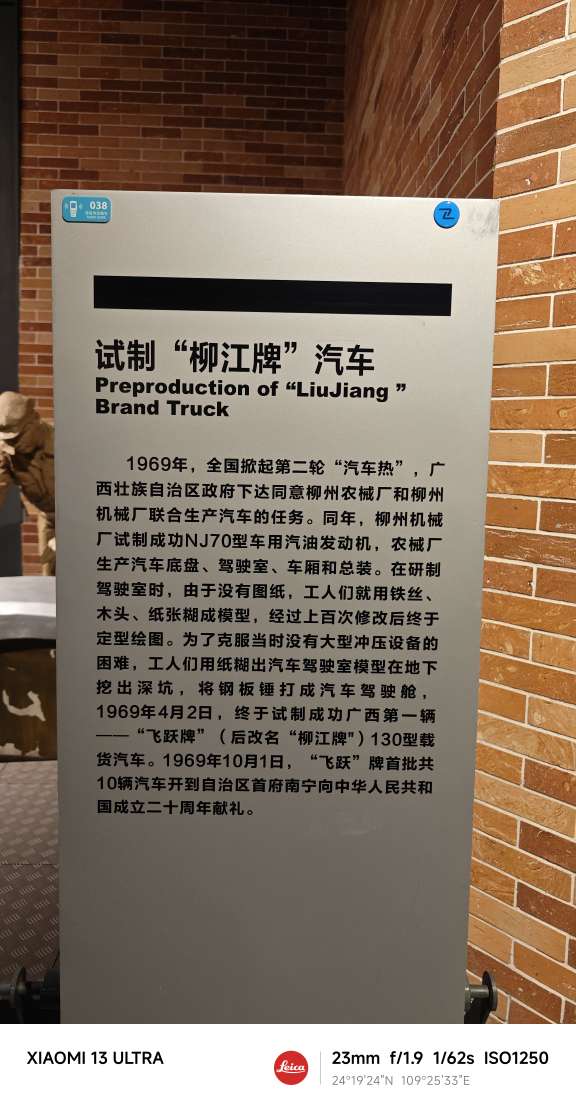 038
试制“柳江牌”汽车
Preproduction of “LiuJiang ”
Brand Truck
1969年，全国掀起第二轮“汽车热”，广
西壮族自治区政府下达同意柳州农械厂和柳州
机械厂联合生产汽车的任务。同年，柳州机械
厂试制成功NJ70型车用汽油发动机，农械厂
生产汽车底盘、驾驶室、车厢和总装。在研制
驾驶室时，由于没有图纸，工人们就用铁丝、
木头、纸张糊成模型，经过上百次修改后终于
定型绘图。为了克服当时没有大型冲压设备的
困难，工人们用纸糊出汽车驾驶室模型在地下
挖出深坑，将钢板锤打成汽车驾驶舱，
1969年4月2日，终于试制成功广西第一辆
——“飞跃牌”（后改名“柳江牌"）130型载
货汽车。1969年10月1日，“飞跃”牌首批共
10辆汽车开到自治区首府南宁向中华人民共和
国成立二十周年献礼。
XIAOMI 13 ULTRA
Leica
23mm f/1.9 1/62s ISO1250
24°19'24"N 109°25'33"E